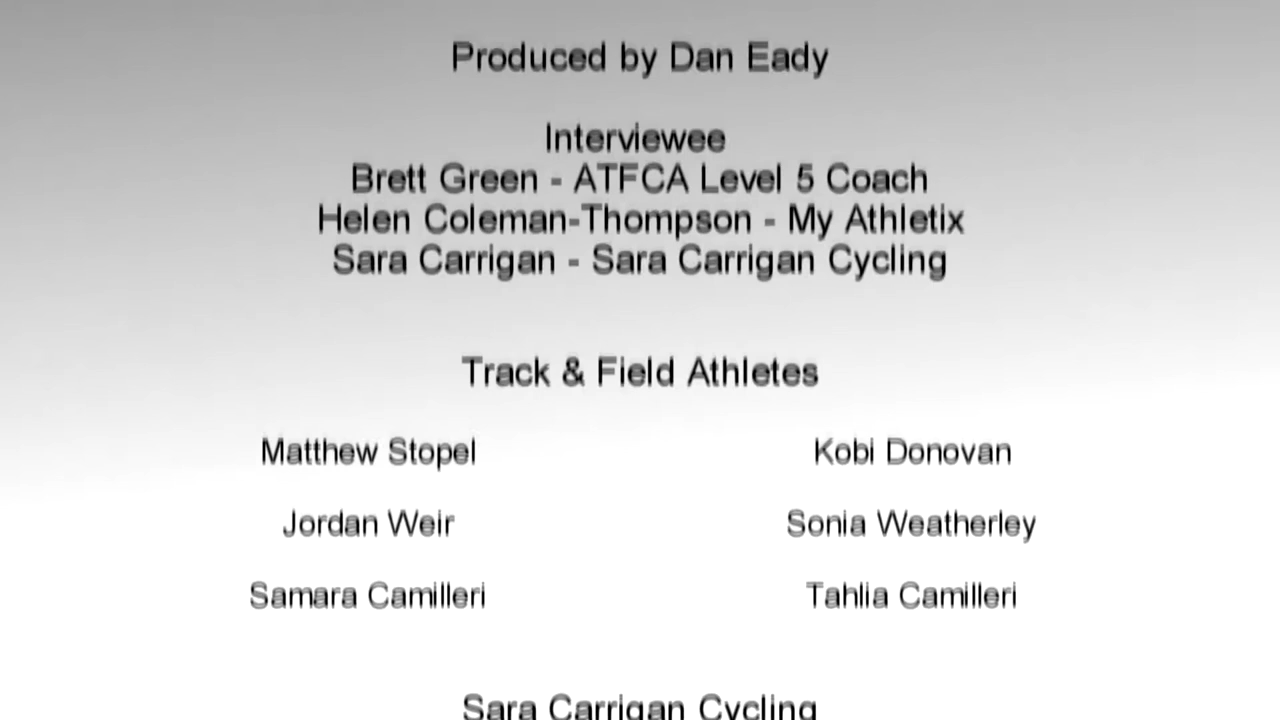 Produced by Dan Eady
Interviewee
Brett Green - ATFCA Level 5 Coach
Helen Coleman-Thompson - My Athletix
Sara Carrigan - Sara Carrigan Cycling
Track & Field Athletes
Matthew Stopel Kobi Donovan
Jordan Weir Sonia Weatherley
Samara Camilleri Tahlia Camilleri
Sara Carrigan Cycling